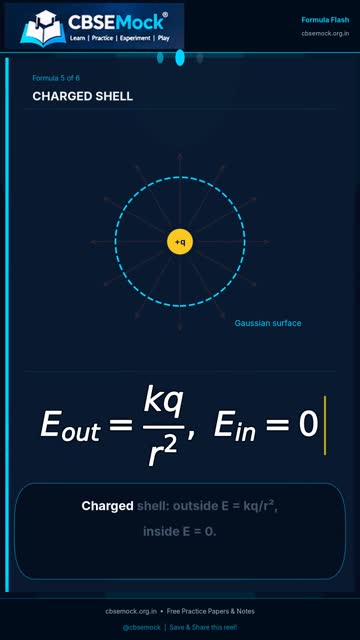 CBSEMock®
Learn | Practice | Experiment | Play
Formula Flash
cbsemock.org.in
Formula 5 of 6
CHARGED SHELL
+q
Gaussian surface
E_out = kq/r², E_in = 0
Charged shell: outside E = kq/r²,
inside E = 0.
cbsemock.org.in • Free Practice Papers & Notes
@cbsemock | Save & Share this reel!